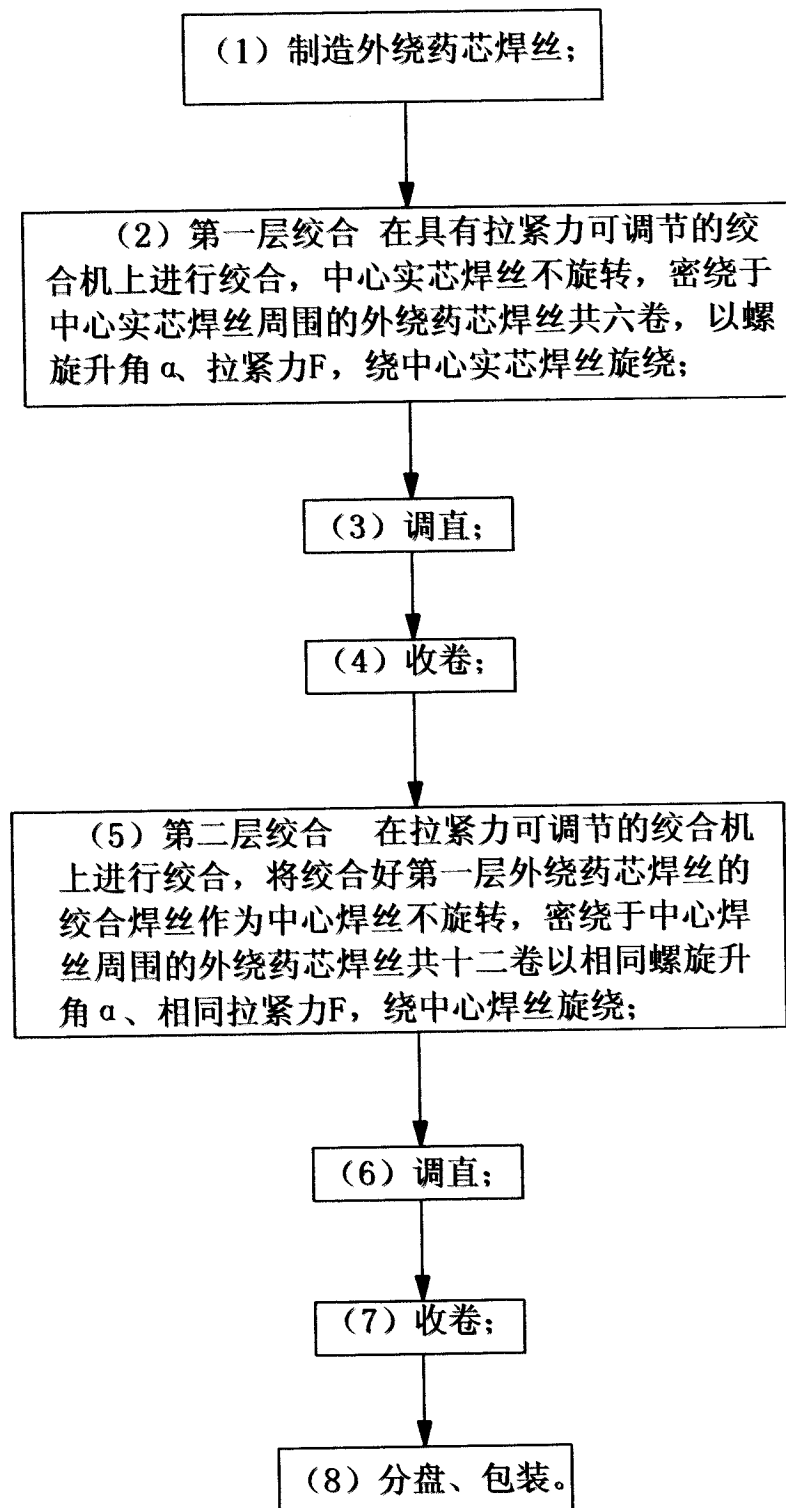 （1）制造外绕药芯焊丝；
（2）第一层绞合 在具有拉紧力可调节的绞
合机上进行绞合，中心实芯焊丝不旋转，密绕于
中心实芯焊丝周围的外绕药芯焊丝共六卷，以螺
旋升角α、拉紧力F，绕中心实芯焊丝旋绕；
（3）调直；
（4）收卷；
（5）第二层绞合 在拉紧力可调节的绞合机
上进行绞合，将绞合好第一层外绕药芯焊丝的
绞合焊丝作为中心焊丝不旋转，密绕于中心焊
丝周围的外绕药芯焊丝共十二卷以相同螺旋升
角α、相同拉紧力F，绕中心焊丝旋绕；
（6）调直；
（7）收卷；
（8）分盘、包装。